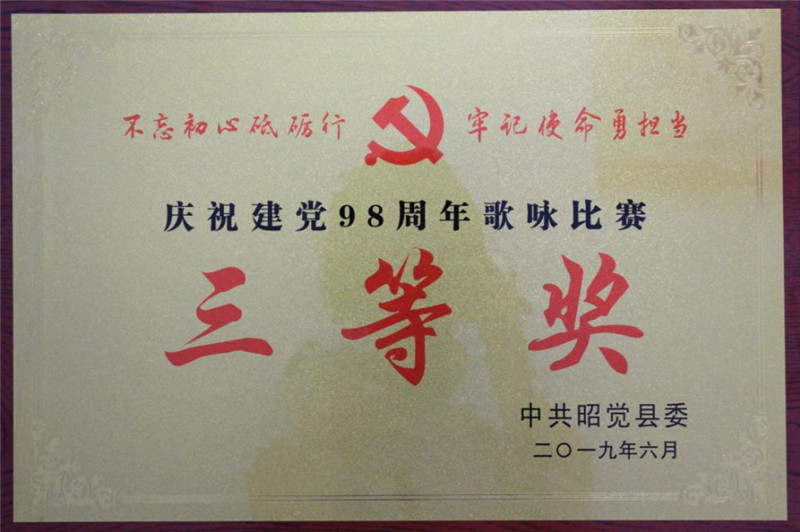 不忘初心砥砺行 牢记使命勇担当
庆祝建党98周年歌咏比赛
三等奖
中共昭觉县委
二〇一九年六月